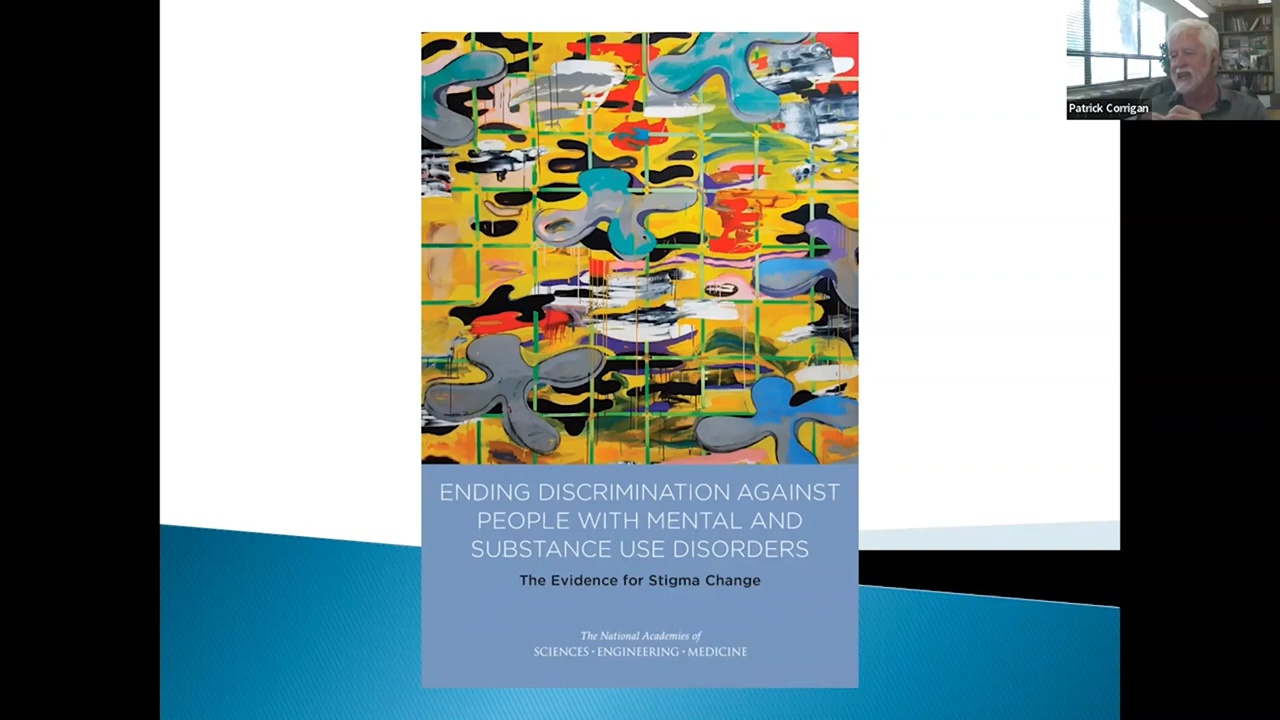 Patrick Corrigan
ENDING DISCRIMINATION AGAINST
PEOPLE WITH MENTAL AND
SUBSTANCE USE DISORDERS
The Evidence for Stigma Change
The National Academies of
SCIENCES • ENGINEERING • MEDICINE